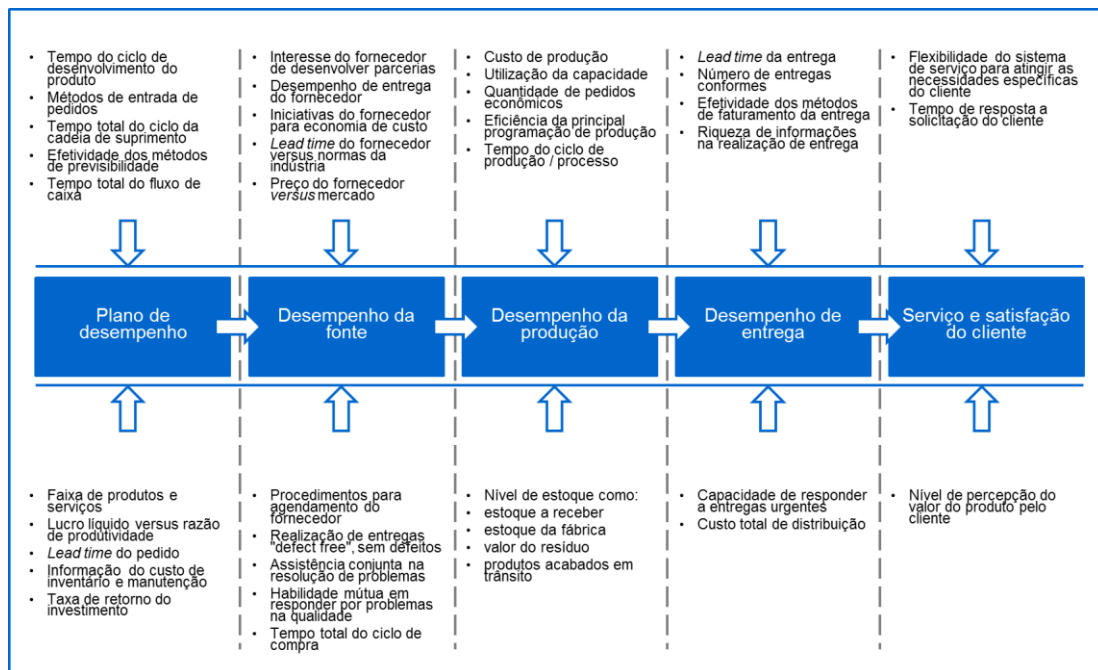 • Tempo do ciclo de
desenvolvimento do
produto
• Métodos de entrada de
pedidos
• Tempo total do ciclo da
cadeia de suprimento
• Efetividade dos métodos
de previsibilidade
• Tempo total do fluxo de
caixa
• Interesse do fornecedor
de desenvolver parcerias
• Desempenho de entrega
do fornecedor
• Iniciativas do fornecedor
para economia de custo
• Lead time do fornecedor
versus normas da
indústria
• Preço do fornecedor
versus mercado
• Custo de produção
• Utilização da capacidade
• Quantidade de pedidos
econômicos
• Eficiência da principal
programação de produção
• Tempo do ciclo de
produção / processo
• Lead time da entrega
• Número de entregas
conformes
• Efetividade dos métodos
de faturamento da entrega
• Riqueza de informações
na realização de entrega
• Flexibilidade do sistema
de serviço para atingir as
necessidades específicas
do cliente
• Tempo de resposta a
solicitação do cliente
Plano de
desempenho
Desempenho da
fonte
Desempenho da
produção
Desempenho de
entrega
Serviço e satisfação
do cliente
• Faixa de produtos e
serviços
• Lucro líquido versus razão
de produtividade
• Lead time do pedido
• Informação do custo de
inventário e manutenção
• Taxa de retorno do
investimento
• Procedimentos para
agendamento do
fornecedor
• Realização de entregas
"defect free", sem defeitos
• Assistência conjunta na
resolução de problemas
• Habilidade mútua em
responder por problemas
na qualidade
• Tempo total do ciclo de
compra
• Nível de estoque como:
• estoque a receber
• estoque da fábrica
• valor do resíduo
• produtos acabados em
trânsito
• Capacidade de responder
a entregas urgentes
• Custo total de distribuição
• Nível de percepção do
valor do produto pelo
cliente